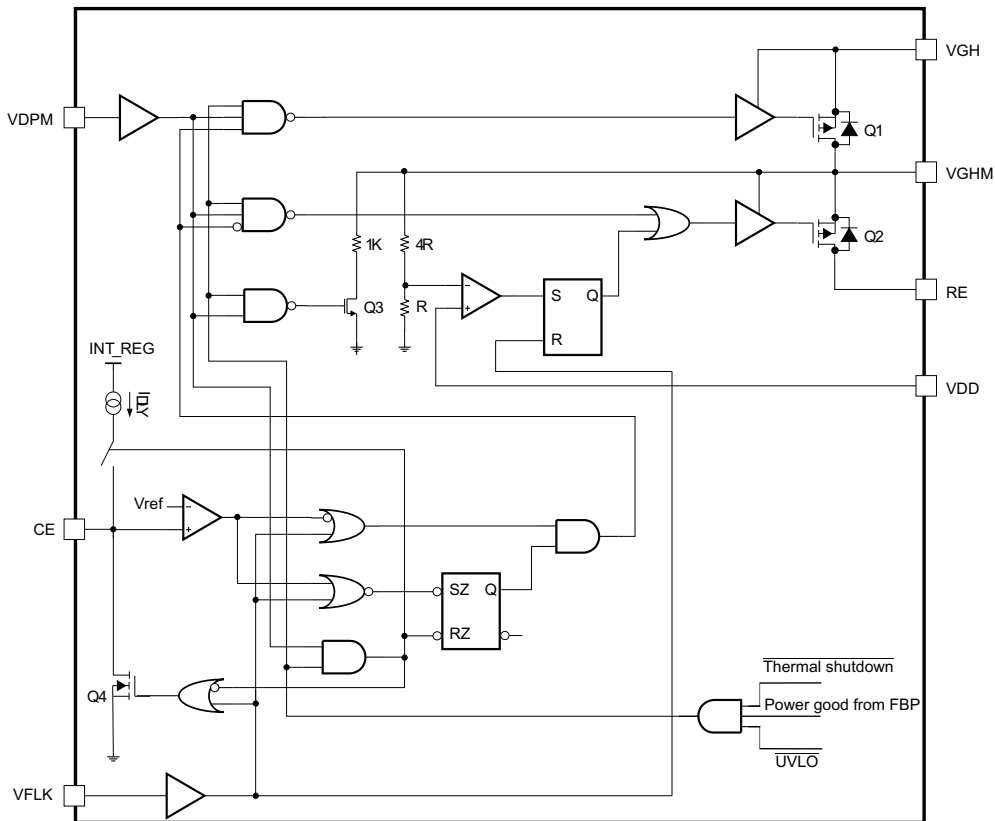 VGH
VDPM
Q1
VGHM
1K
4R
Q2
Q3
R
S
Q
R
RE
INT_REG
IDLY
VDD
Vref
CE
SZ
Q
RZ
Thermal shutdown
Q4
Power good from FBP
UVLO
VFLK